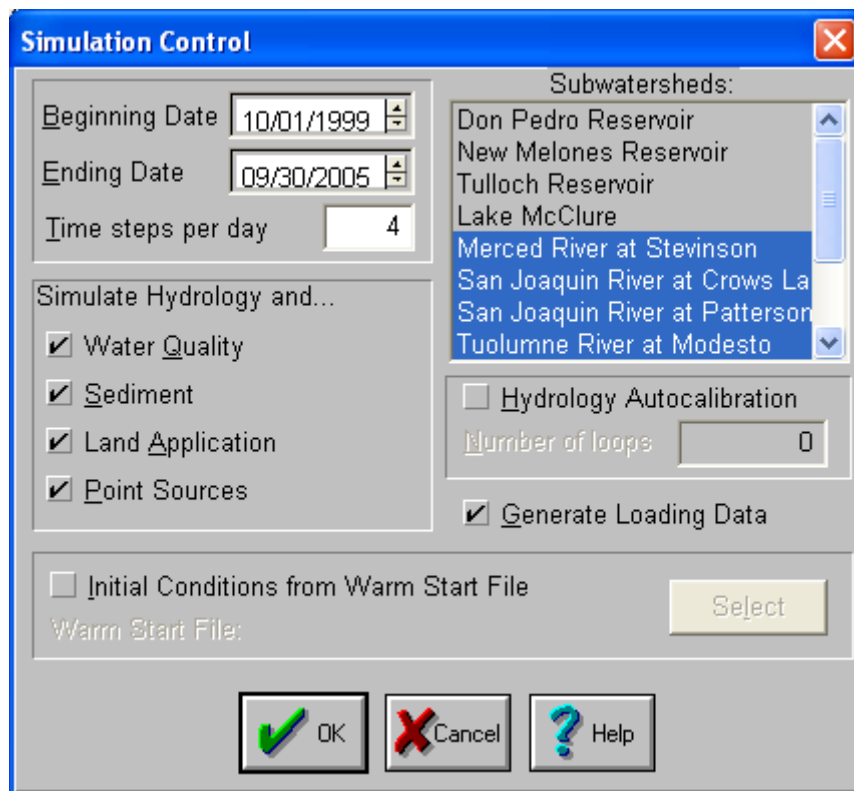 Simulation Control
Beginning Date 10/01/1999
Ending Date 09/30/2005
Time steps per day 4
Simulate Hydrology and...
Water Quality
Sediment
Land Application
Point Sources
Subwatersheds:
Don Pedro Reservoir
New Melones Reservoir
Tulloch Reservoir
Lake McClure
Merced River at Stevinson
San Joaquin River at Crows La
San Joaquin River at Patterson
Tuolumne River at Modesto
Hydrology Autocalibration
Number of loops 0
Generate Loading Data
Initial Conditions from Warm Start File
Warm Start File:
Select
OK
Cancel
Help